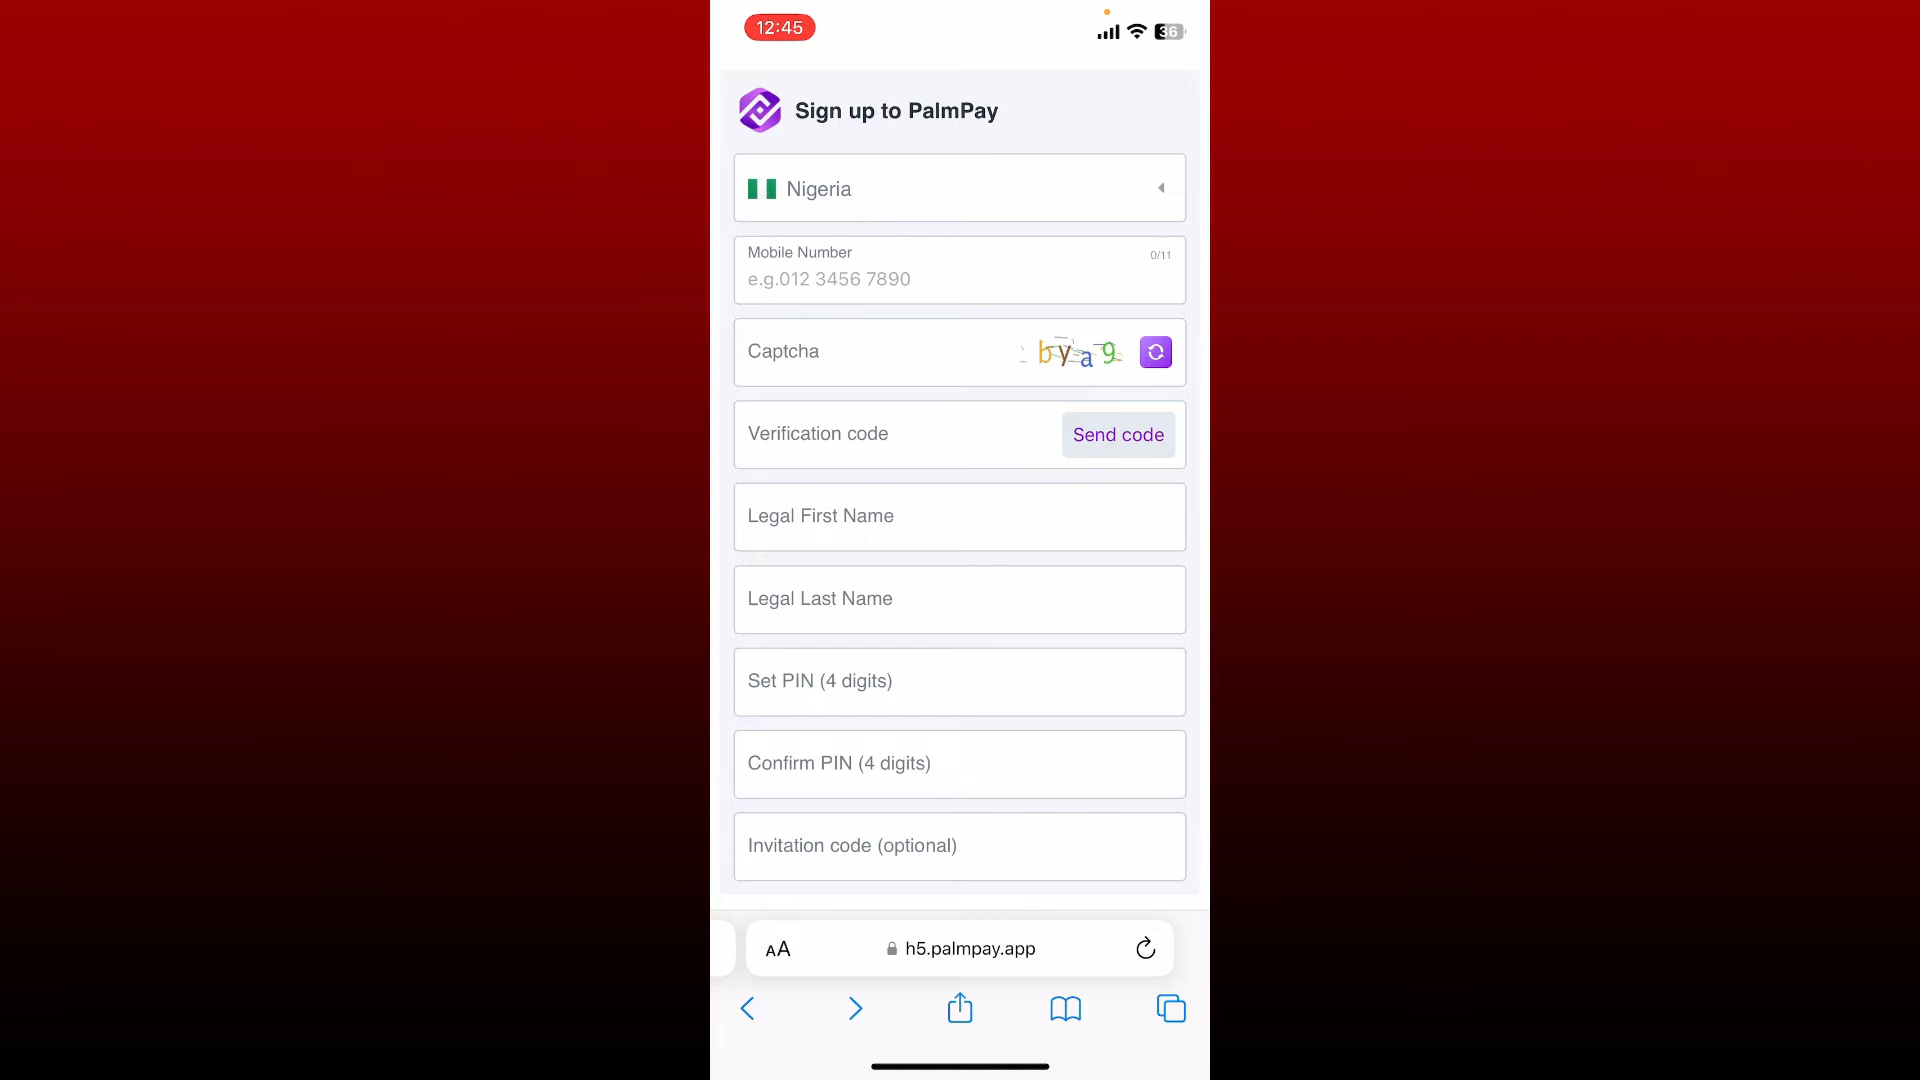 12:45
36
Sign up to PalmPay
Nigeria
Mobile Number
0/11
e.g.012 3456 7890
Captcha
bya9
Verification code
Send code
Legal First Name
Legal Last Name
Set PIN (4 digits)
Confirm PIN (4 digits)
Invitation code (optional)
AA
h5.palmpay.app